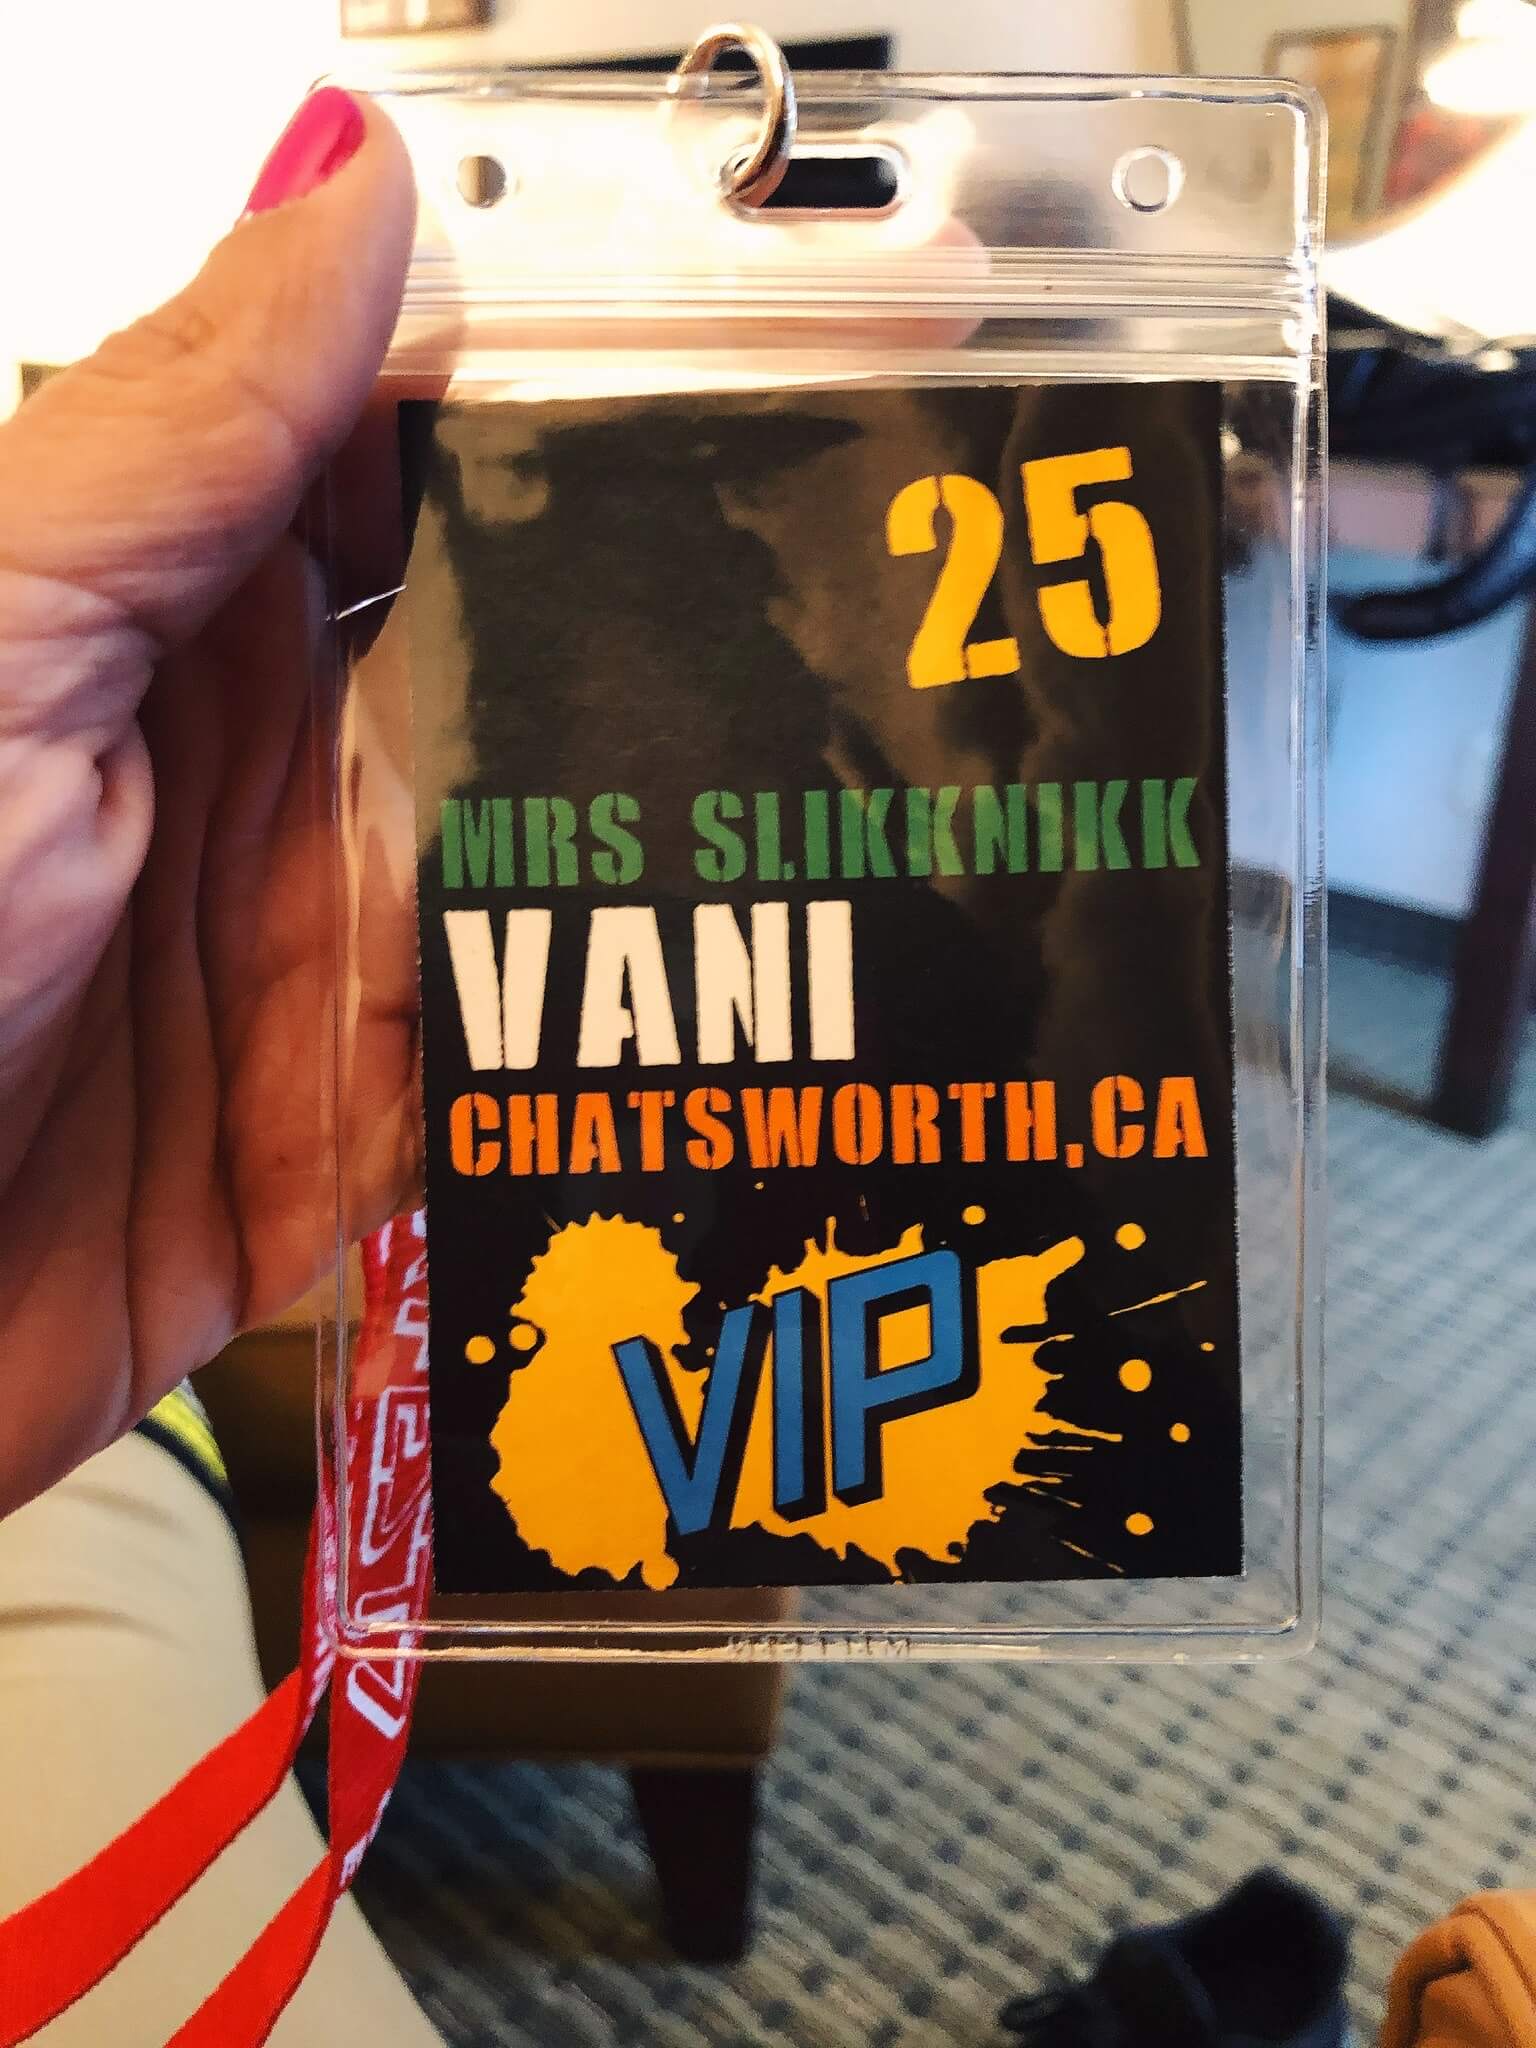 25
MRS SLIKKNIKK
VANI
CHATSWORTH,CA
VIP